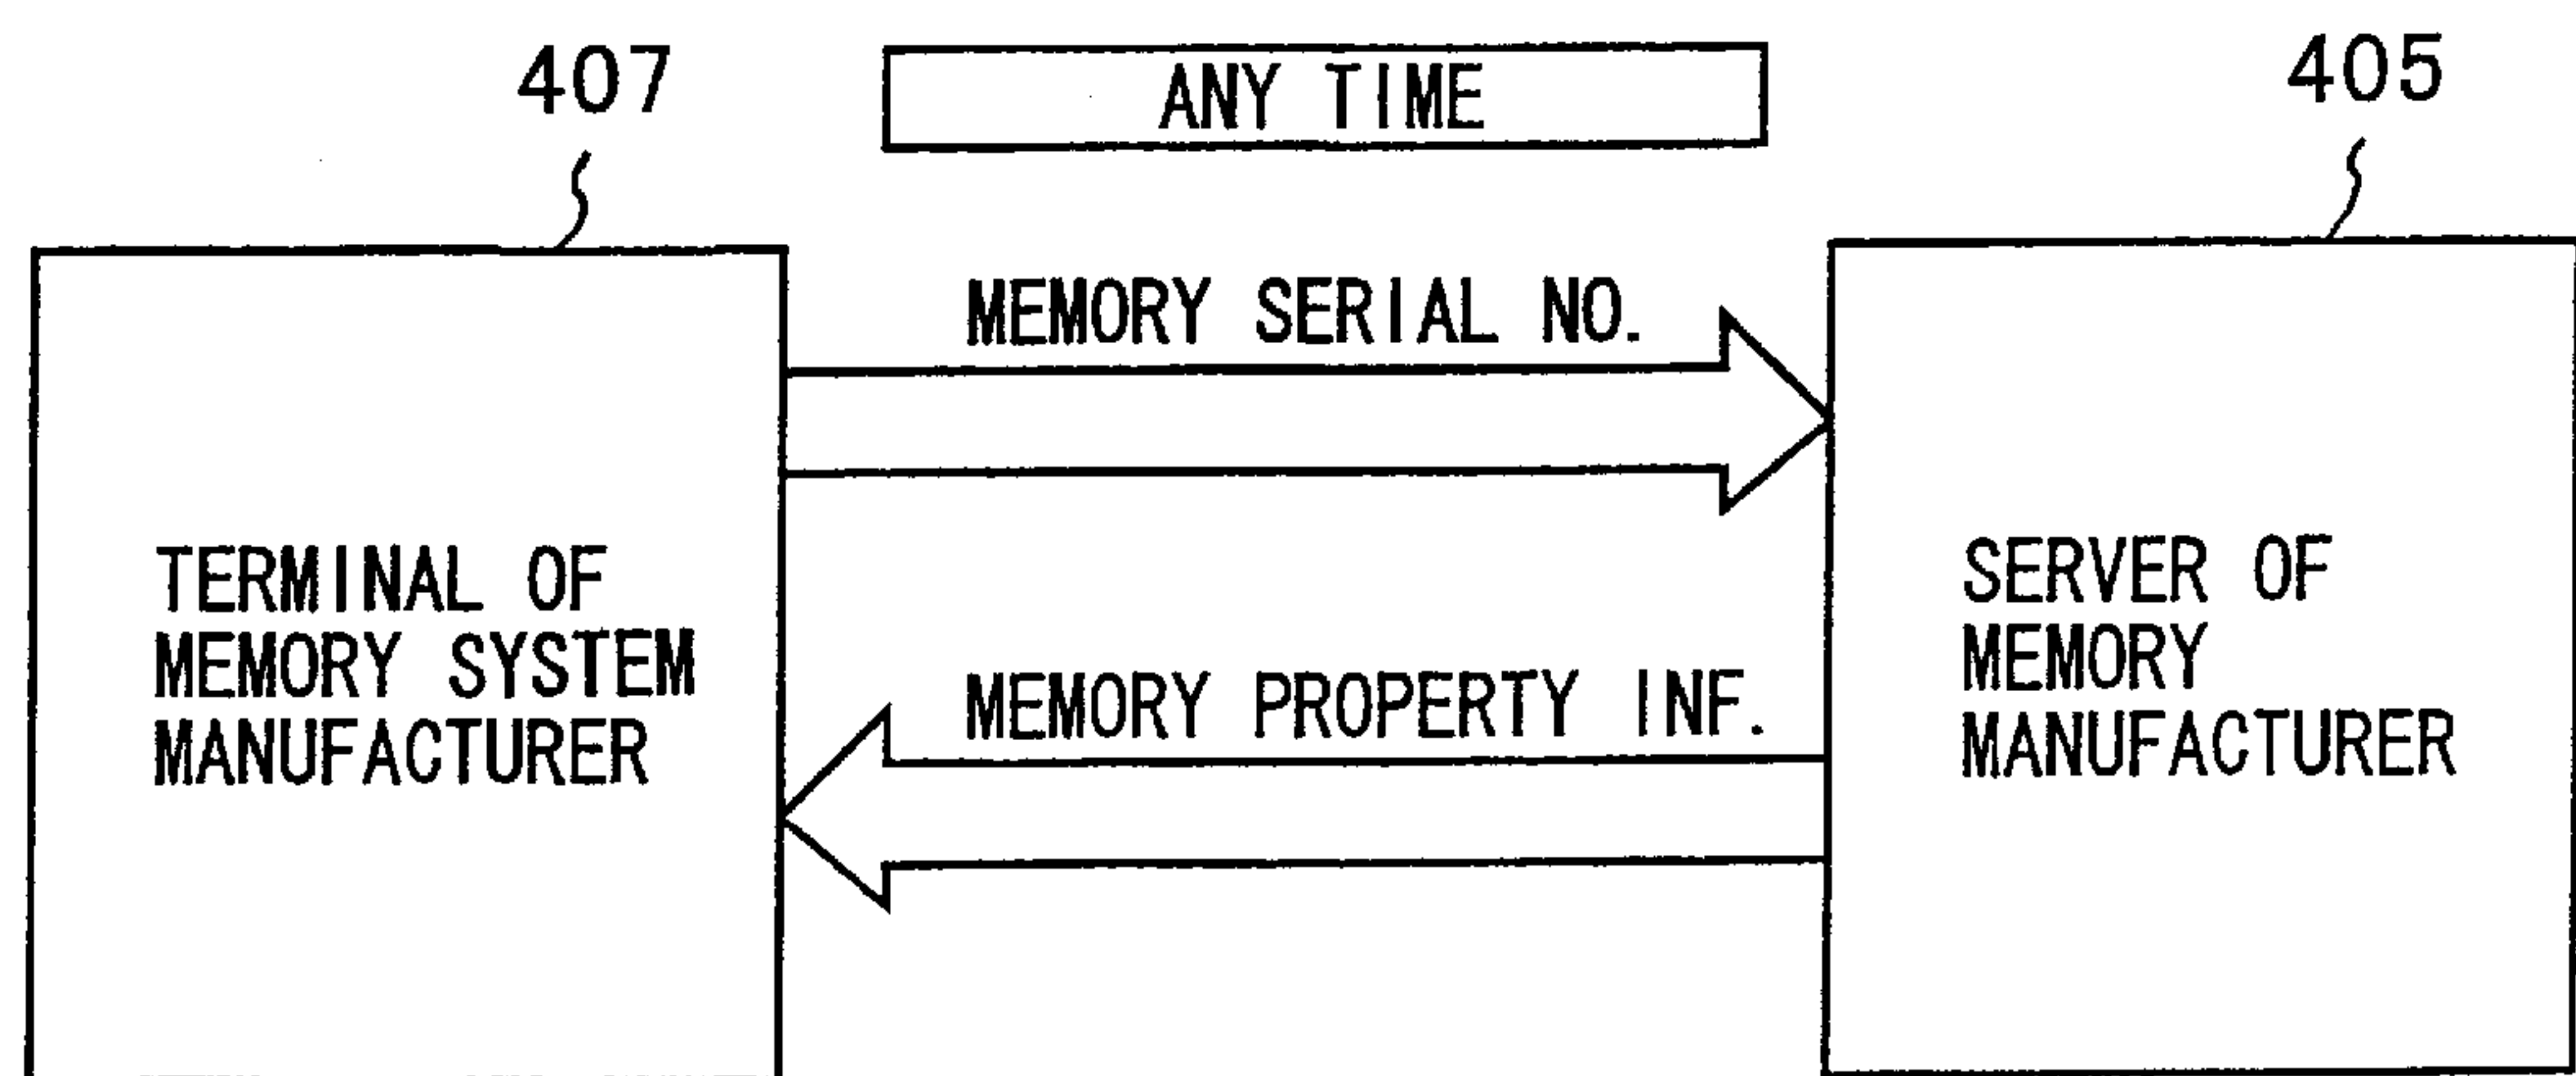 407
ANY TIME
405
MEMORY SERIAL NO.
TERMINAL OF
MEMORY SYSTEM
MANUFACTURER
MEMORY PROPERTY INF.
SERVER OF
MEMORY
MANUFACTURER